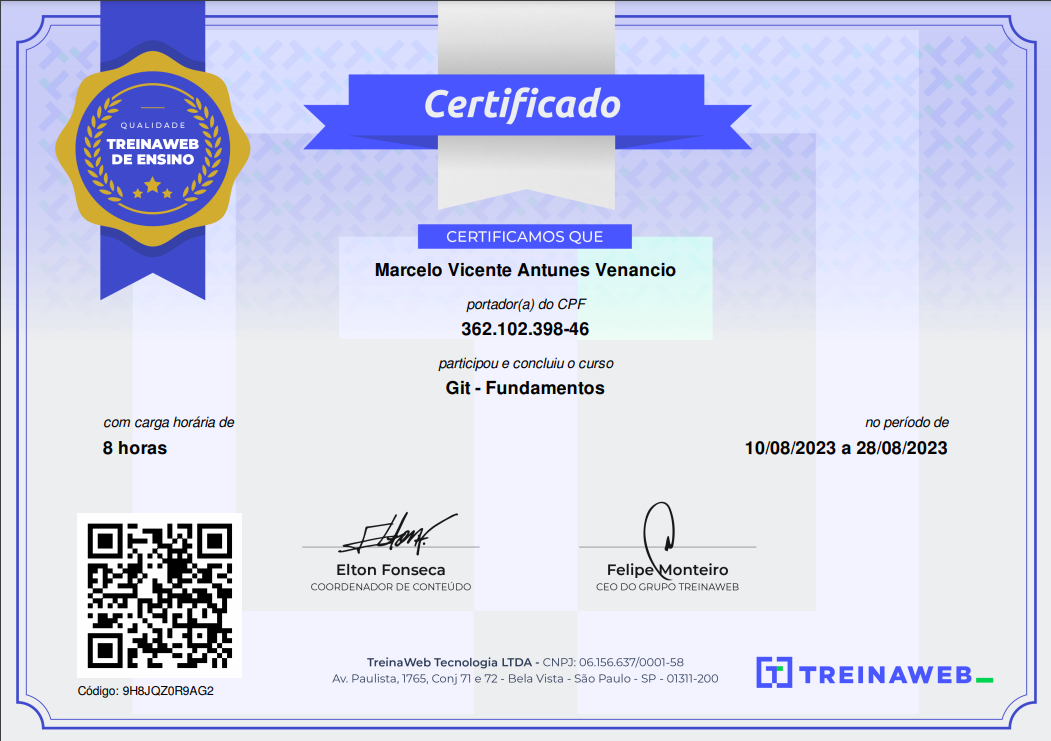 QUALIDADE
TREINAWEB
DE ENSINO
Certificado
CERTIFICAMOS QUE
Marcelo Vicente Antunes Venancio
portador(a) do CPF
362.102.398-46
participou e concluiu o curso
Git - Fundamentos
com carga horária de
no período de
8 horas
10/08/2023 a 28/08/2023
Elton Fonseca
COORDENADOR DE CONTEÚDO
Felipe Monteiro
CEO DO GRUPO TREINAWEB
TreinaWeb Tecnologia LTDA - CNPJ: 06.156.637/0001-58
Av. Paulista, 1765, Conj 71 e 72 - Bela Vista - São Paulo - SP - 01311-200
TREINAWEB
Código: 9H8JQZ0R9AG2